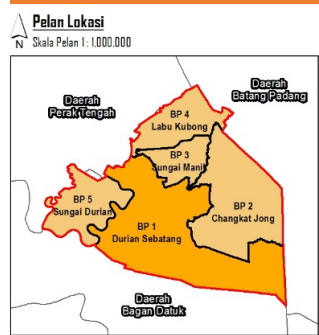 Pelan Lokasi
N
Skala Pelan 1 : 1,000,000
Daerah
Batang Padang
Daerah
Perak Tengah
BP 4
Labu Kubong
BP 3
Sungai Manik
BP 2
Changkat Jong
BP 5
Sungai Durian
BP 1
Durian Sebatang
Daerah
Bagan Datuk